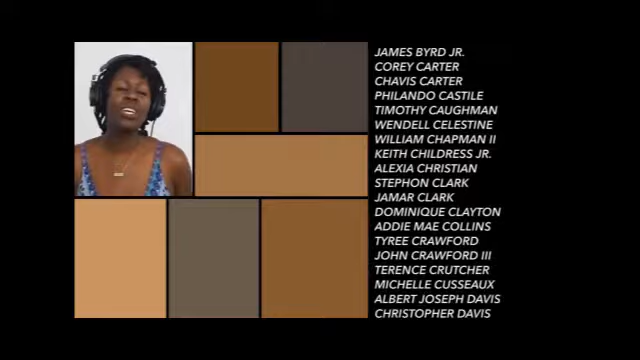 JAMES BYRD JR.
COREY CARTER
CHAVIS CARTER
PHILANDO CASTILE
TIMOTHY CAUGHMAN
WENDELL CELESTINE
WILLIAM CHAPMAN II
KEITH CHILDRESS JR.
ALEXIA CHRISTIAN
STEPHON CLARK
JAMAR CLARK
DOMINIQUE CLAYTON
ADDIE MAE COLLINS
TYREE CRAWFORD
JOHN CRAWFORD III
TERENCE CRUTCHER
MICHELLE CUSSEAUX
ALBERT JOSEPH DAVIS
CHRISTOPHER DAVIS